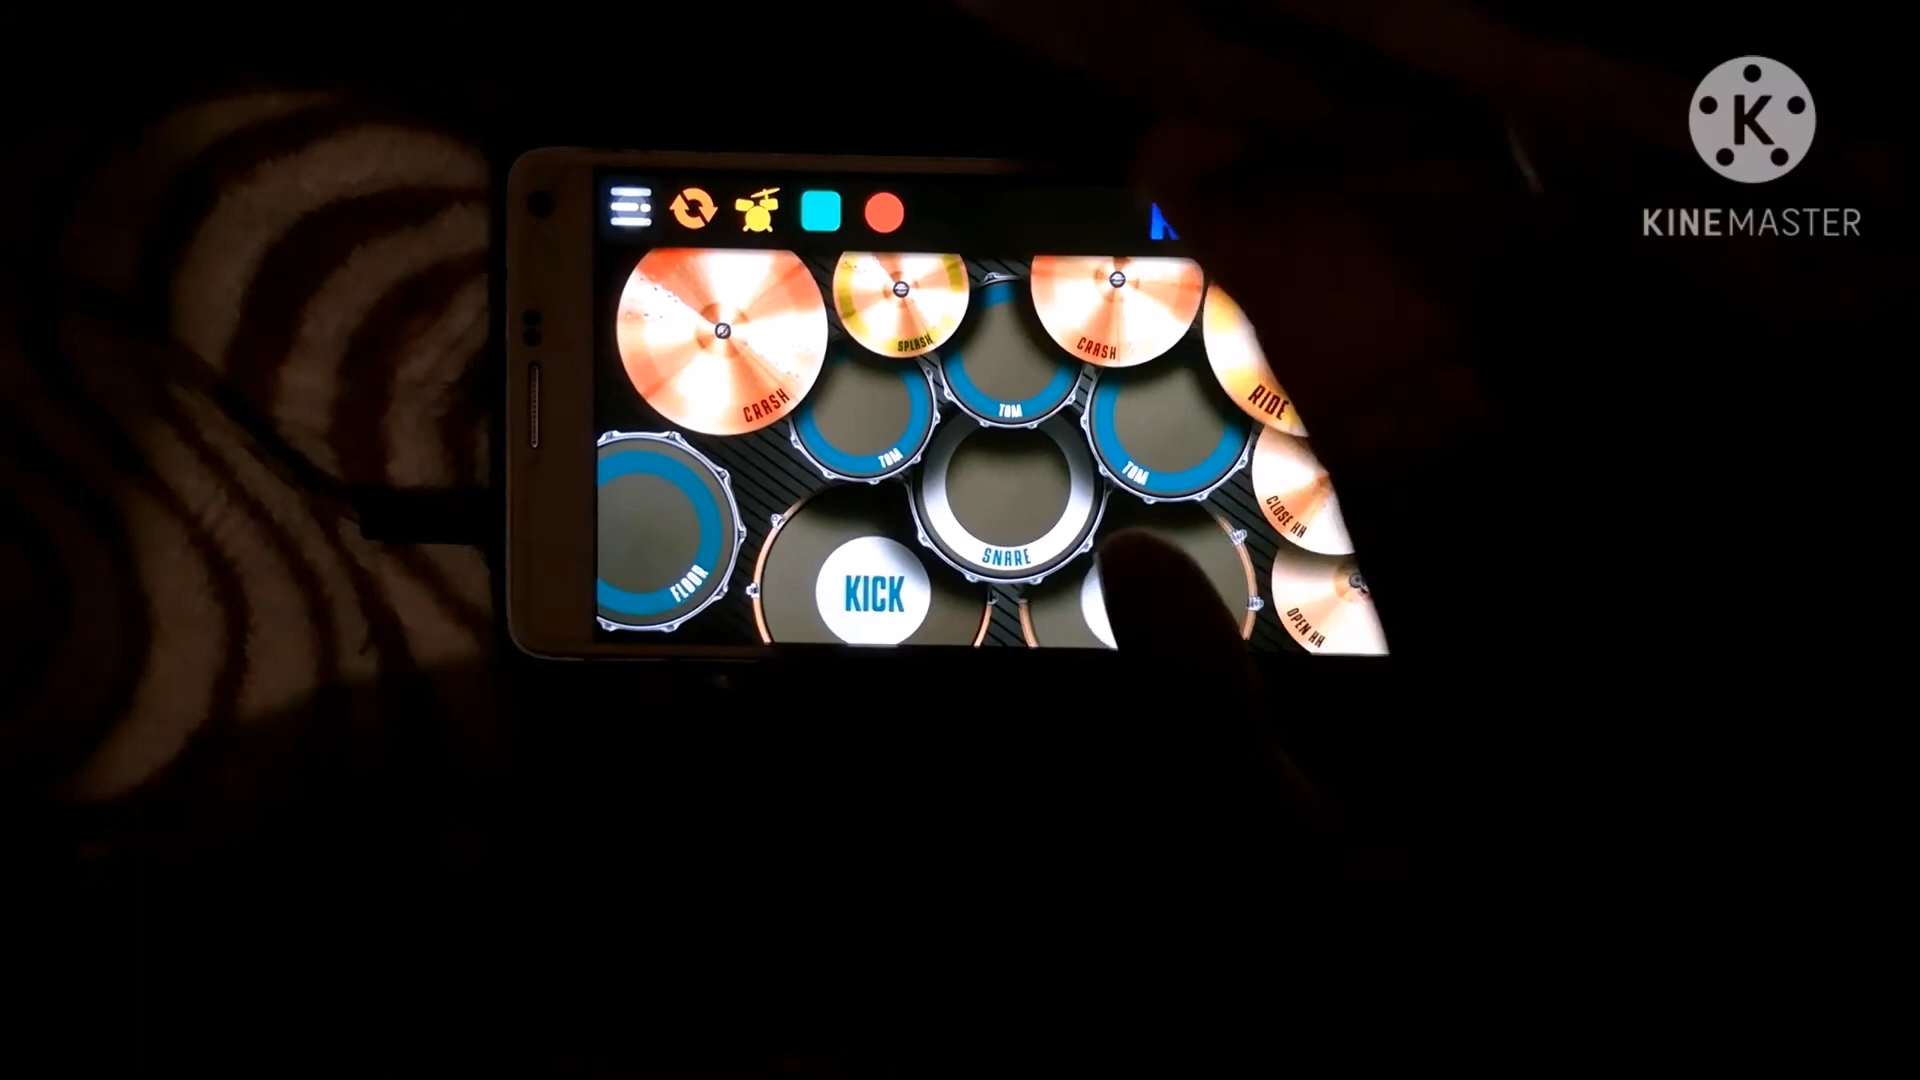 K
KINEMASTER
SPLASH
CRASH
CRASH
RIDE
TOM
TOM
TOM
CLOSE HH
SNARE
FLOOR
KICK
OPEN HH